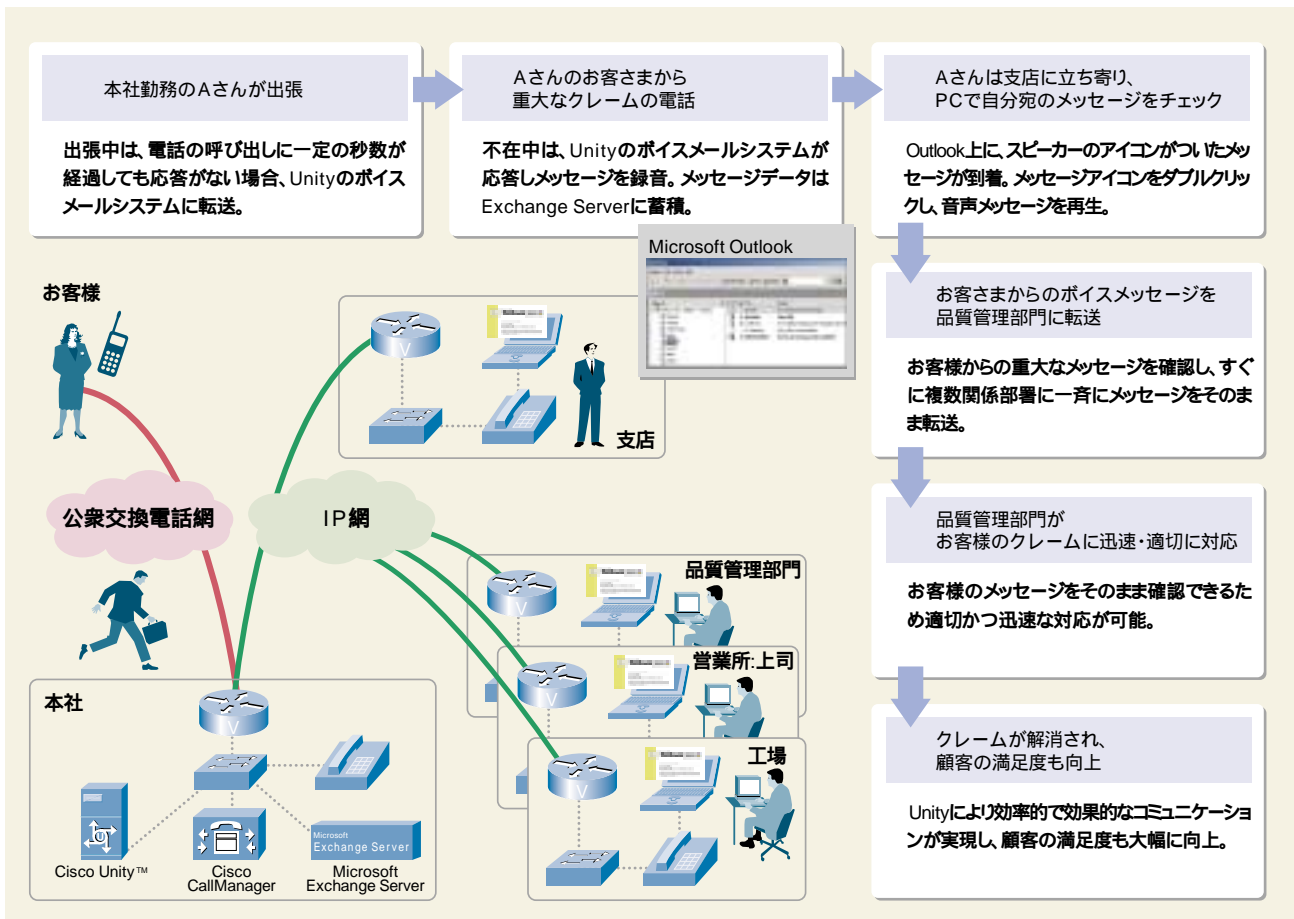 本社勤務のAさんが出張
出張中は、電話の呼び出しに一定の秒数が
経過しても応答がない場合、Unityのボイス
メールシステムに転送。
Aさんのお客さまから
重大なクレームの電話
不在中は、Unityのボイスメールシステムが
応答しメッセージを録音。メッセージデータは
Exchange Serverに蓄積。
Aさんは支店に立ち寄り、
PCで自分宛のメッセージをチェック
Outlook上に、スピーカーのアイコンがついたメッ
セージが到着。メッセージアイコンをダブルクリッ
クし、音声メッセージを再生。
Microsoft Outlook
お客さまからのボイスメッセージを
品質管理部門に転送
お客様からの重大なメッセージを確認し、すぐ
に複数関係部署に一斉にメッセージをそのま
ま転送。
品質管理部門が
お客様のクレームに迅速・適切に対応
お客様のメッセージをそのまま確認できるた
め適切かつ迅速な対応が可能。
クレームが解消され、
顧客の満足度も向上
Unityにより効率的で効果的なコミュニケーショ
ンが実現し、顧客の満足度も大幅に向上。
お客様
V
支店
公衆交換電話網
IP網
品質管理部門
V
営業所:上司
V
工場
V
本社
V
U
Microsoft
Exchange Server
Cisco Unity™
Cisco
CallManager
Microsoft
Exchange Server